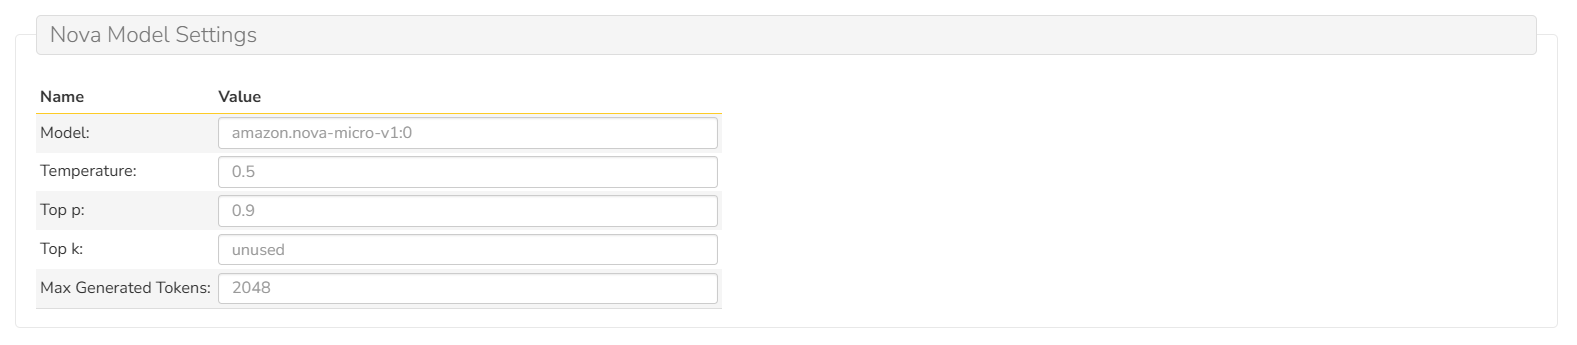 Nova Model Settings
Name Value
Model: amazon.nova-micro-v1:0
Temperature: 0.5
Top p: 0.9
Top k: unused
Max Generated Tokens: 2048